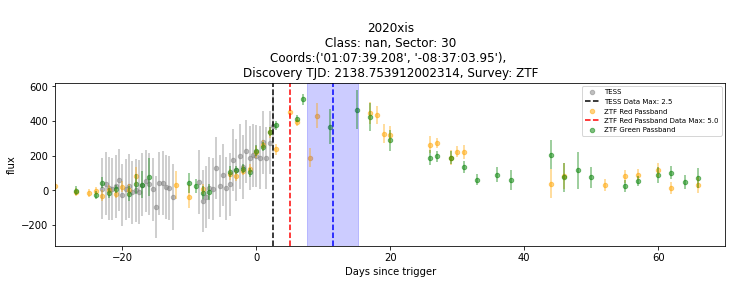 2020xis
Class: nan, Sector: 30
Coords:('01:07:39.208', '-08:37:03.95'),
Discovery TJD: 2138.753912002314, Survey: ZTF
600
400
200
0
−200
flux
TESS
TESS Data Max: 2.5
ZTF Red Passband
ZTF Red Passband Data Max: 5.0
ZTF Green Passband
−20
0
20
40
60
Days since trigger